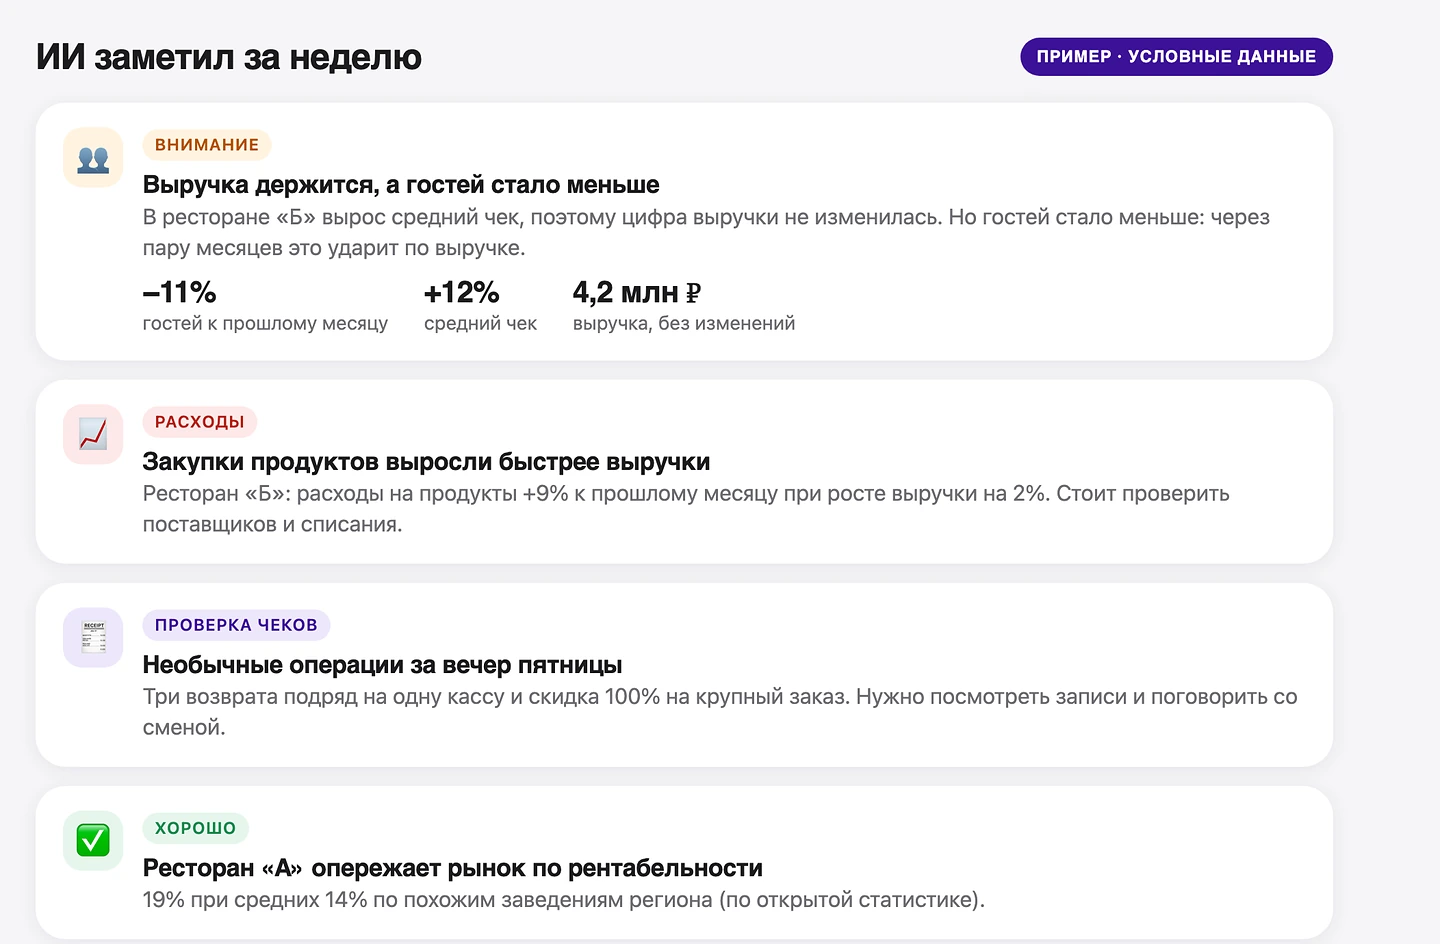 ИИ заметил за неделю
ПРИМЕР · УСЛОВНЫЕ ДАННЫЕ
ВНИМАНИЕ
Выручка держится, а гостей стало меньше
В ресторане «Б» вырос средний чек, поэтому цифра выручки не изменилась. Но гостей стало меньше: через
пару месяцев это ударит по выручке.
–11% +12% 4,2 млн ₽
гостей к прошлому месяцу средний чек выручка, без изменений
РАСХОДЫ
Закупки продуктов выросли быстрее выручки
Ресторан «Б»: расходы на продукты +9% к прошлому месяцу при росте выручки на 2%. Стоит проверить
поставщиков и списания.
RECEIPT
ПРОВЕРКА ЧЕКОВ
Необычные операции за вечер пятницы
Три возврата подряд на одну кассу и скидка 100% на крупный заказ. Нужно посмотреть записи и поговорить со
сменой.
ХОРОШО
Ресторан «А» опережает рынок по рентабельности
19% при средних 14% по похожим заведениям региона (по открытой статистике).